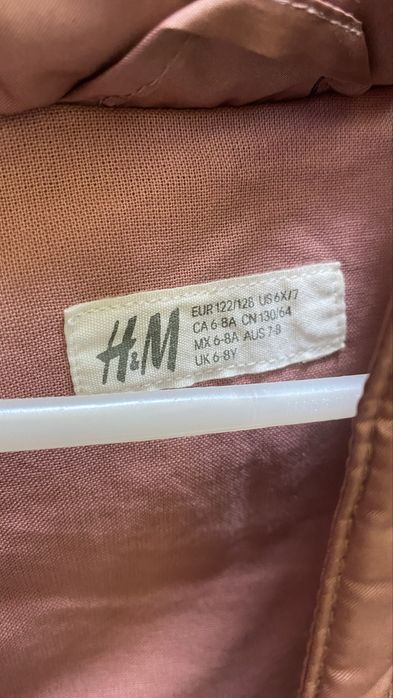 H&M
EUR 122/128 US 6X/7
CA 6-8A CN 130/64
MX 6-8A AUS 7-8
UK 6-8Y